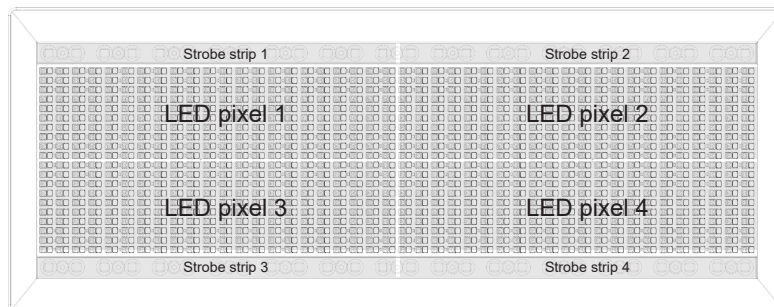 Strobe strip 1 Strobe strip 2
LED pixel 1 LED pixel 2
LED pixel 3 LED pixel 4
Strobe strip 3 Strobe strip 4